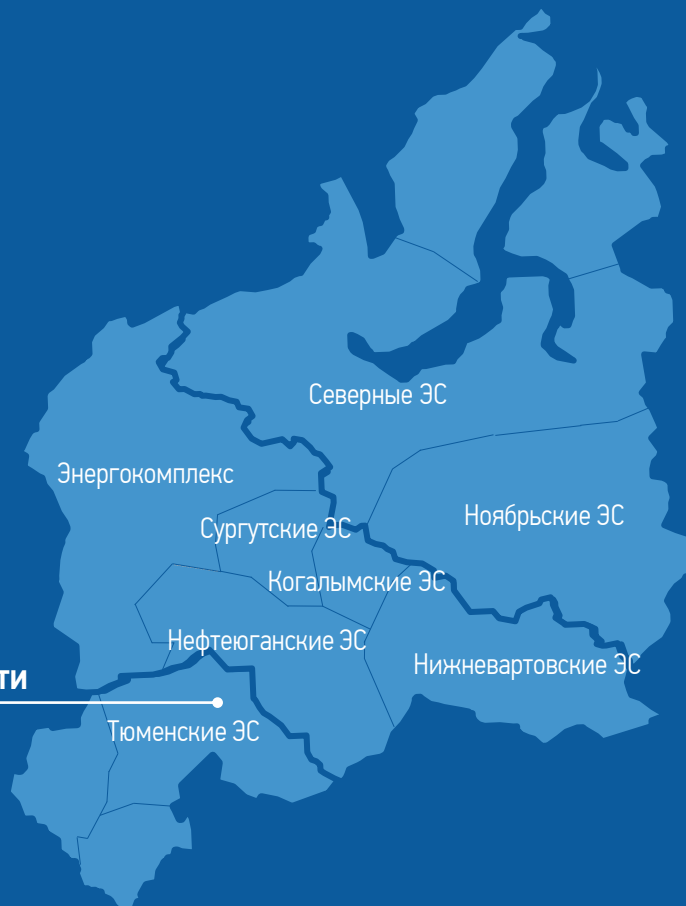 Северные ЭС
Энергокомплекс
Ноябрьские ЭС
Сургутские ЭС
Когалымские ЭС
Нефтеюганские ЭС
Нижневартовские ЭС
ти
Тюменские ЭС